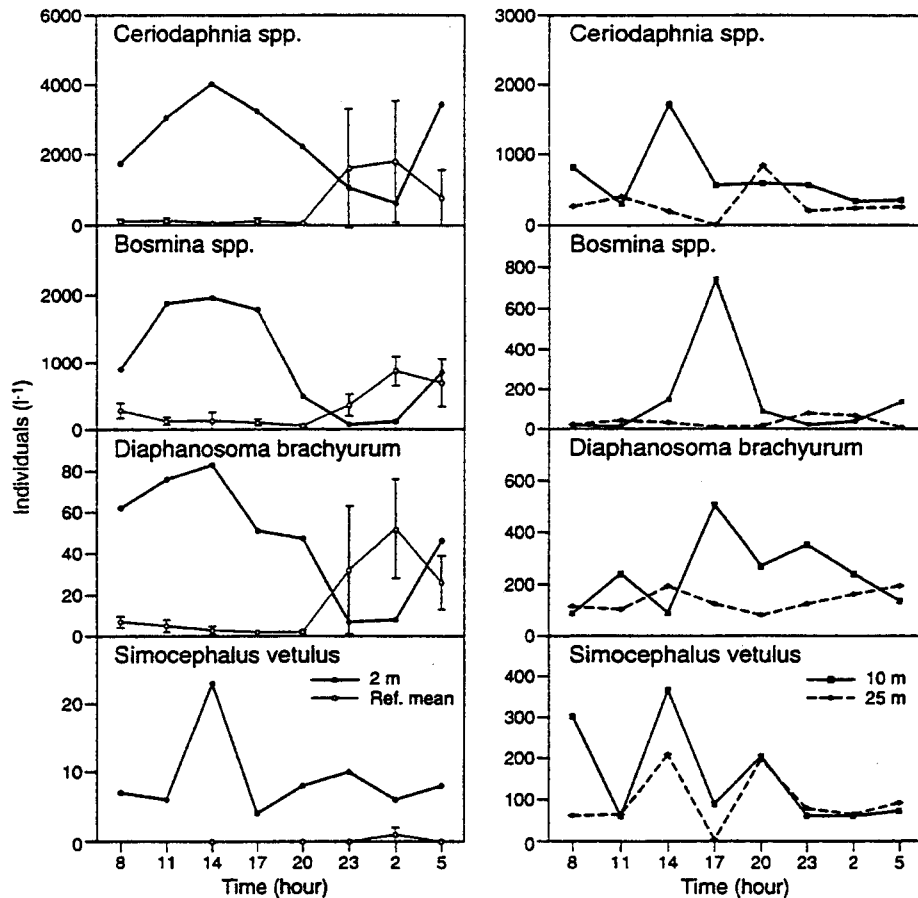 Individuals (l⁻¹)
Ceriodaphnia spp.
6000
4000
2000
0
Bosmina spp.
2000
1000
0
Diaphanosoma brachyurum
80
60
40
20
0
Simocephalus vetulus
2 m
Ref. mean
20
10
0
8 11 14 17 20 23 2 5
Time (hour)
Ceriodaphnia spp.
3000
2000
1000
0
Bosmina spp.
800
600
400
200
0
Diaphanosoma brachyurum
600
400
200
0
Simocephalus vetulus
10 m
25 m
400
300
200
100
0
8 11 14 17 20 23 2 5
Time (hour)